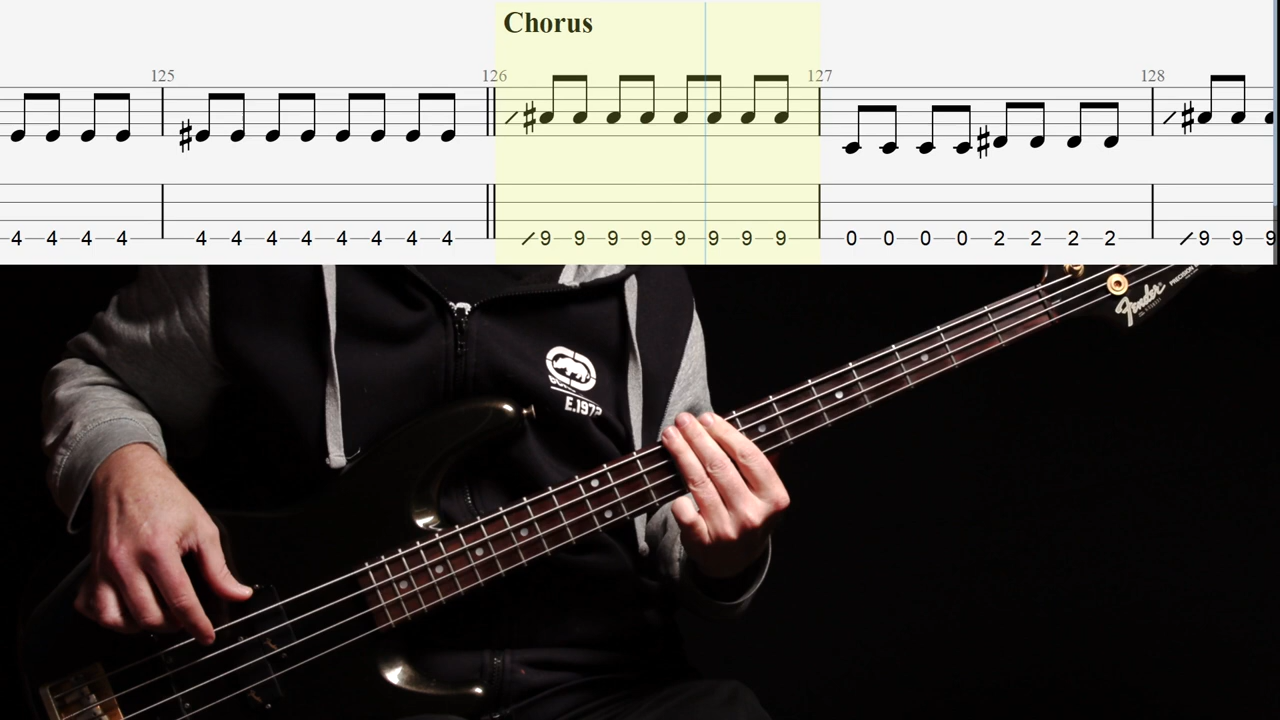 Chorus
125 126 127 128
4 4 4 4 4 4 4 4 4 4 4 4 9 9 9 9 9 9 9 9 0 0 0 0 2 2 2 2 9 9 9
Fender
PRECISION
E.1972